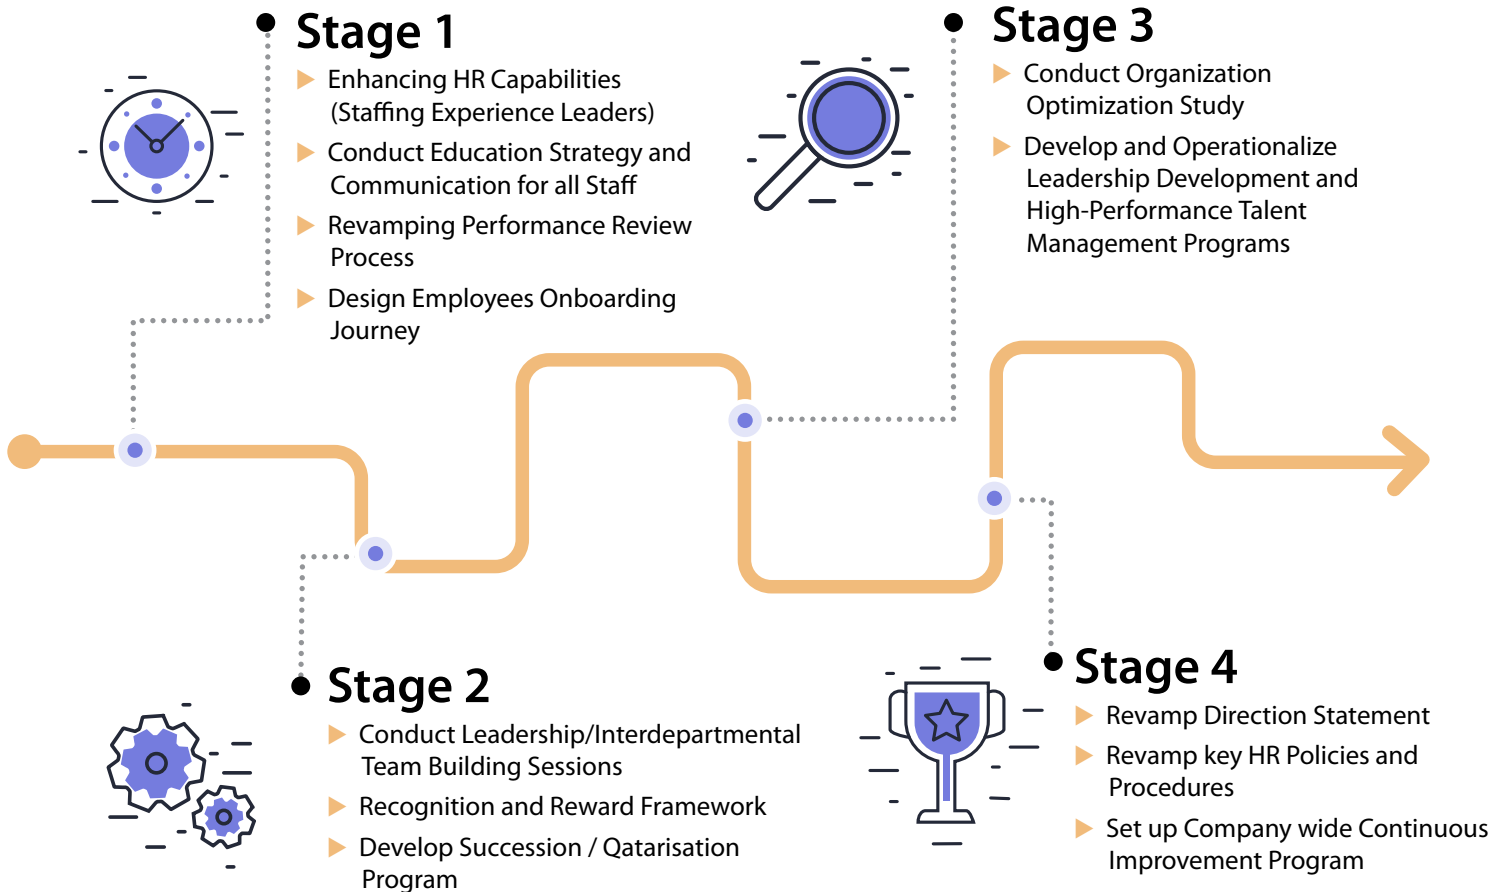 Stage 1
Enhancing HR Capabilities
(Staffing Experience Leaders)
Conduct Education Strategy and
Communication for all Staff
Revamping Performance Review
Process
Design Employees Onboarding
Journey
Stage 2
Conduct Leadership/Interdepartmental
Team Building Sessions
Recognition and Reward Framework
Develop Succession / Qatarisation
Program
Stage 3
Conduct Organization
Optimization Study
Develop and Operationalize
Leadership Development and
High-Performance Talent
Management Programs
Stage 4
Revamp Direction Statement
Revamp key HR Policies and
Procedures
Set up Company wide Continuous
Improvement Program